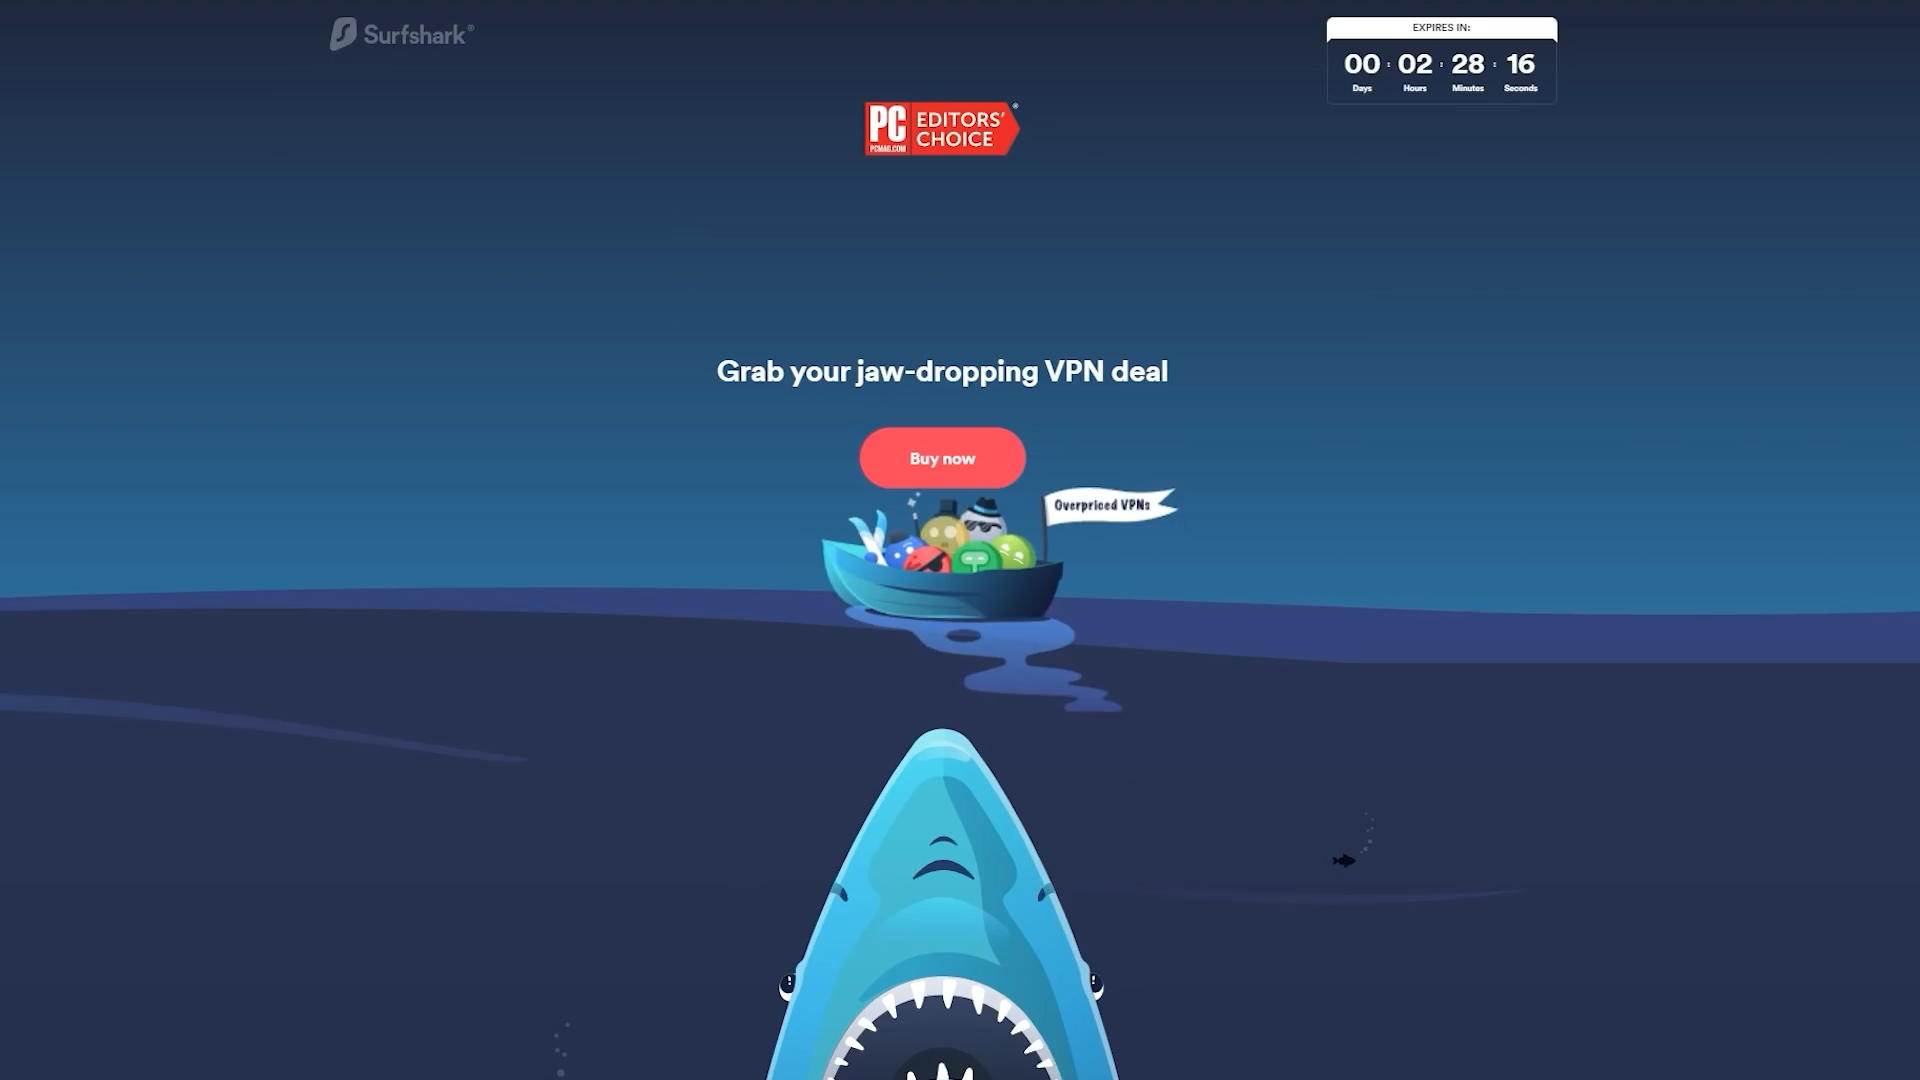 Surfshark®
EXPIRES IN:
00 : 02 : 28 : 16
Days Hours Minutes Seconds
PC EDITORS'
CHOICE
PCMAG.COM
®
Grab your jaw-dropping VPN deal
Buy now
Overpriced VPNs